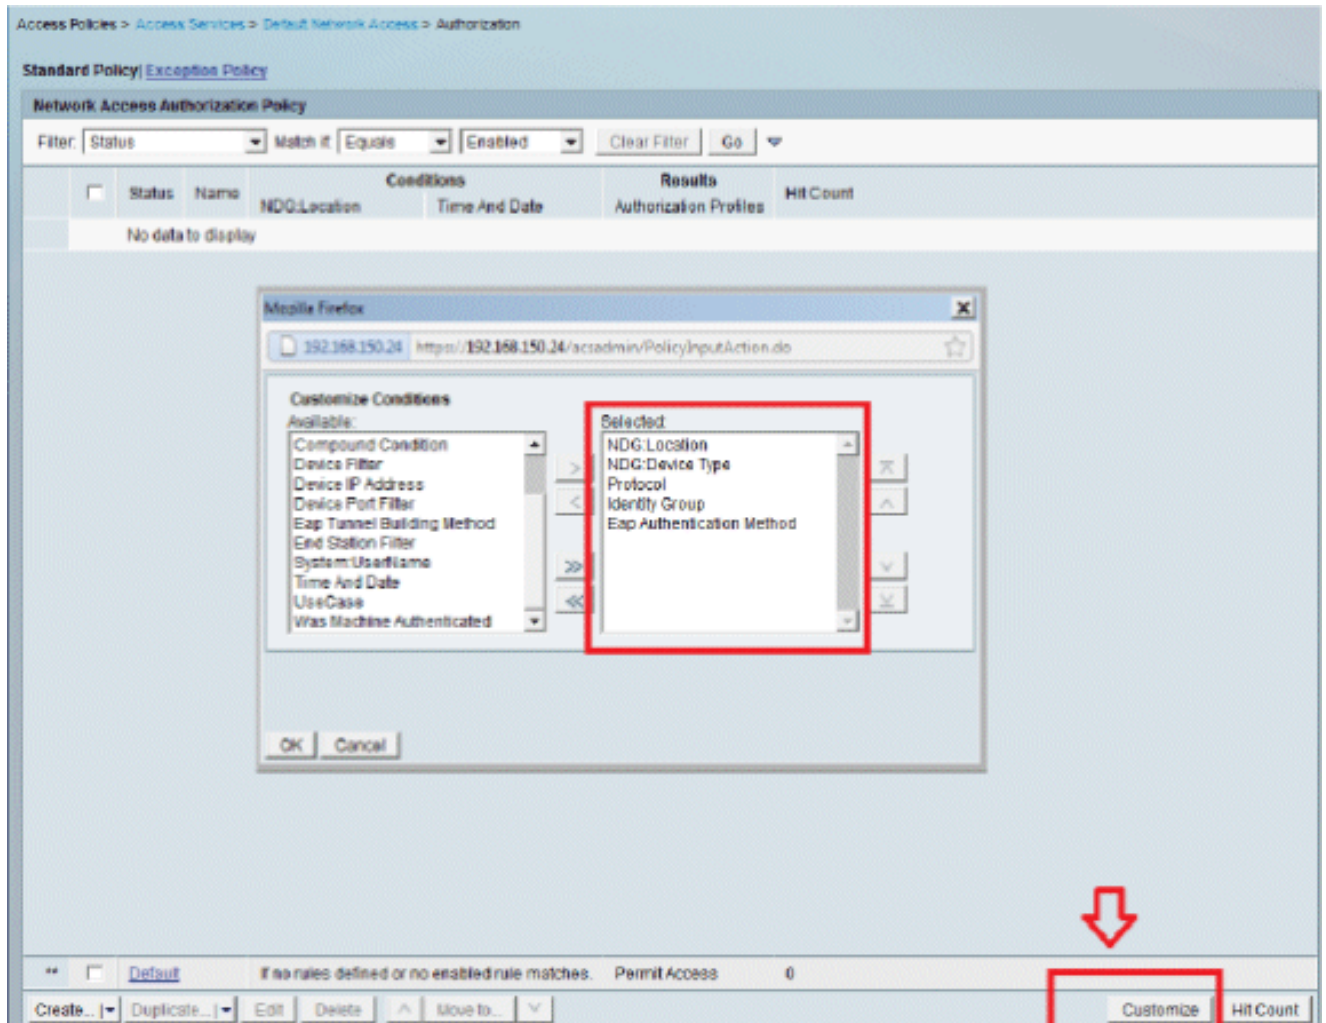 Access Policies > Access Services > Default Network Access > Authorization
Standard Policy| Exception Policy
Network Access Authorization Policy
Filter: Status Match if: Equals Enabled Clear Filter Go
Status Name Conditions Results Hit Count
NDG:Location Time And Date Authorization Profiles
No data to display
Mozilla Firefox
192.168.150.24 https://192.168.150.24/acsadmin/PolicyInputAction.do
Customize Conditions
Available: Selected:
Compound Condition
Device Filter
Device IP Address
Device Port Filter
Eap Tunnel Building Method
End Station Filter
System:UserName
Time And Date
UseCase
Was Machine Authenticated
NDG:Location
NDG:Device Type
Protocol
Identity Group
Eap Authentication Method
> < >> <<
OK Cancel
** Default If no rules defined or no enabled rule matches. Permit Access 0
Create... | Duplicate... | Edit Delete ^ Move to... Customize Hit Count